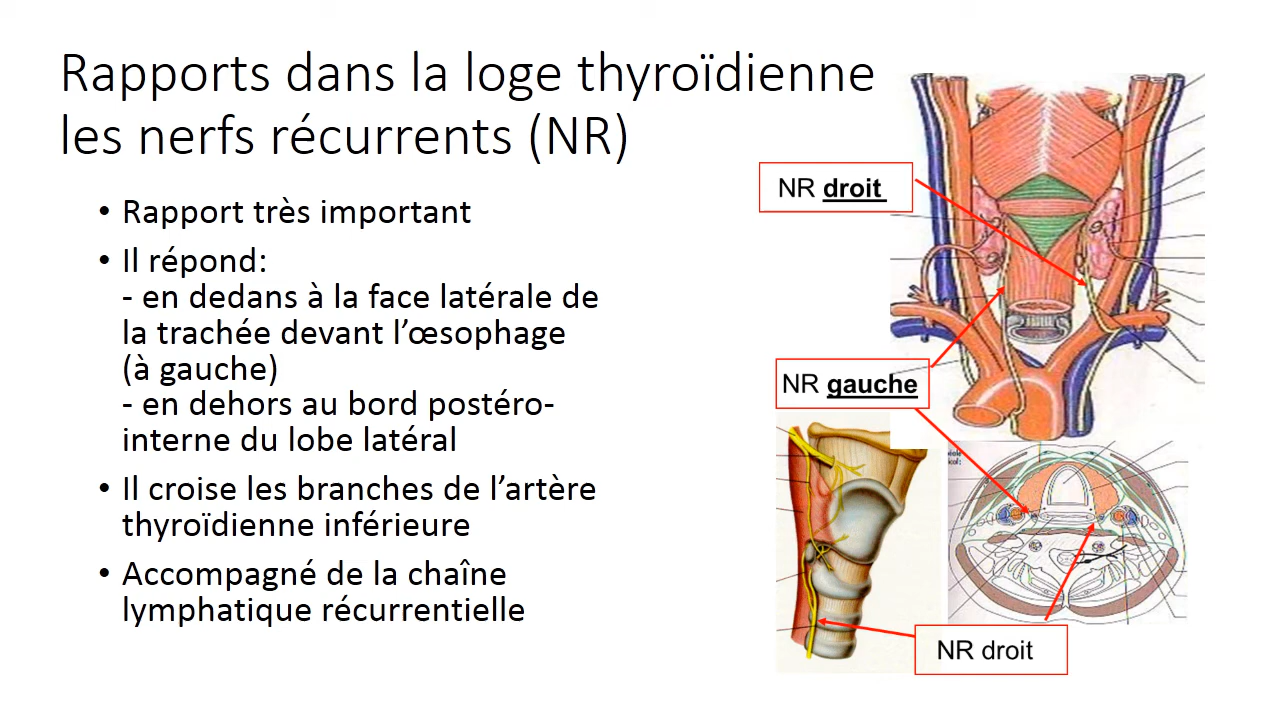 Rapports dans la loge thyroïdienne
les nerfs récurrents (NR)
• Rapport très important
• Il répond:
- en dedans à la face latérale de
la trachée devant l’œsophage
(à gauche)
- en dehors au bord postéro-
interne du lobe latéral
• Il croise les branches de l’artère
thyroïdienne inférieure
• Accompagné de la chaîne
lymphatique récurrentielle
NR droit
NR gauche
NR droit